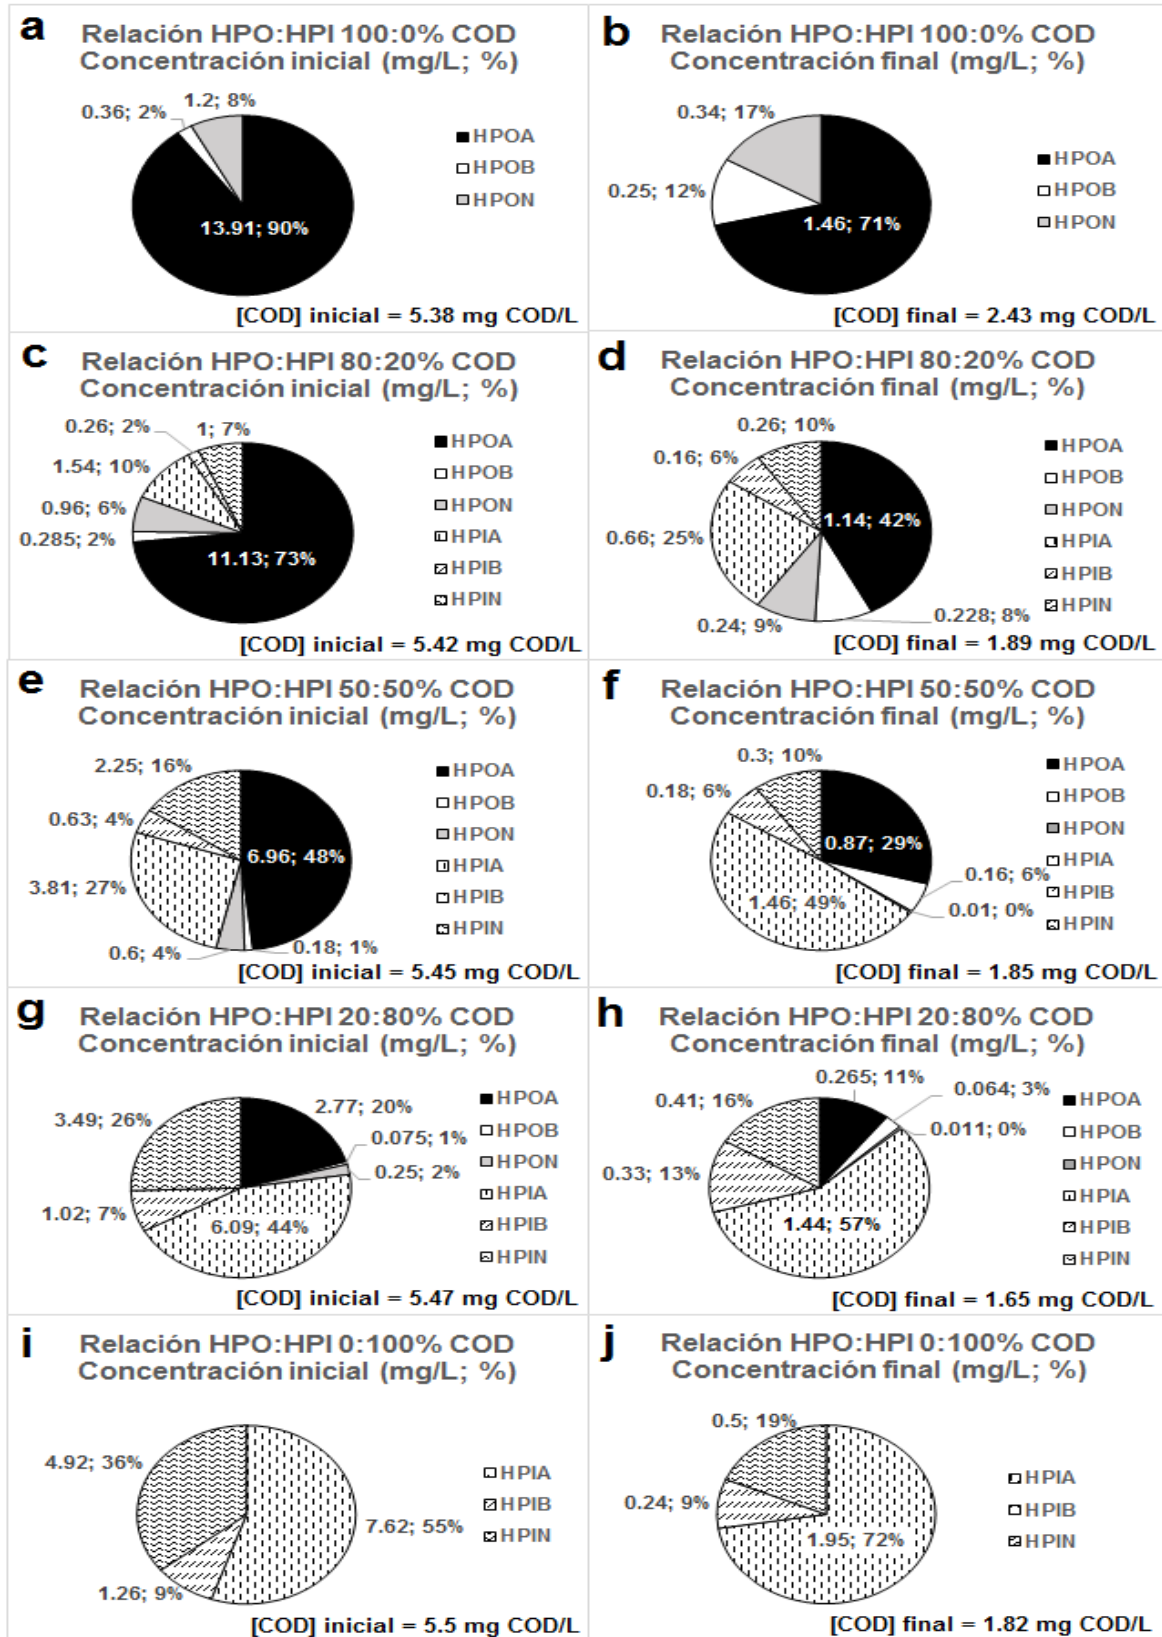 a
Relación HPO:HPI 100:0% COD
Concentración inicial (mg/L; %)
0.36; 2%
1.2; 8%
13.91; 90%
HPOA
HPOB
HPON
[COD] inicial = 5.38 mg COD/L
b
Relación HPO:HPI 100:0% COD
Concentración final (mg/L; %)
0.34; 17%
0.25; 12%
1.46; 71%
HPOA
HPOB
HPON
[COD] final = 2.43 mg COD/L
c
Relación HPO:HPI 80:20% COD
Concentración inicial (mg/L; %)
0.26; 2%
1; 7%
1.54; 10%
0.96; 6%
0.285; 2%
11.13; 73%
HPOA
HPOB
HPON
HPIA
HPIB
HPIN
[COD] inicial = 5.42 mg COD/L
d
Relación HPO:HPI 80:20% COD
Concentración final (mg/L; %)
0.26; 10%
0.16; 6%
1.14; 42%
0.66; 25%
0.24; 9%
0.228; 8%
HPOA
HPOB
HPON
HPIA
HPIB
HPIN
[COD] final = 1.89 mg COD/L
e
Relación HPO:HPI 50:50% COD
Concentración inicial (mg/L; %)
2.25; 16%
0.63; 4%
6.96; 48%
3.81; 27%
0.6; 4%
0.18; 1%
HPOA
HPOB
HPON
HPIA
HPIB
HPIN
[COD] inicial = 5.45 mg COD/L
f
Relación HPO:HPI 50:50% COD
Concentración final (mg/L; %)
0.3; 10%
0.18; 6%
0.87; 29%
0.16; 6%
1.46; 49%
0.01; 0%
HPOA
HPOB
HPON
HPIA
HPIB
HPIN
[COD] final = 1.85 mg COD/L
g
Relación HPO:HPI 20:80% COD
Concentración inicial (mg/L; %)
3.49; 26%
2.77; 20%
0.075; 1%
0.25; 2%
1.02; 7%
6.09; 44%
HPOA
HPOB
HPON
HPIA
HPIB
HPIN
[COD] inicial = 5.47 mg COD/L
h
Relación HPO:HPI 20:80% COD
Concentración final (mg/L; %)
0.265; 11%
0.064; 3%
0.41; 16%
0.011; 0%
0.33; 13%
1.44; 57%
HPOA
HPOB
HPON
HPIA
HPIB
HPIN
[COD] final = 1.65 mg COD/L
i
Relación HPO:HPI 0:100% COD
Concentración inicial (mg/L; %)
4.92; 36%
7.62; 55%
1.26; 9%
HPIA
HPIB
HPIN
[COD] inicial = 5.5 mg COD/L
j
Relación HPO:HPI 0:100% COD
Concentración final (mg/L; %)
0.5; 19%
0.24; 9%
1.95; 72%
HPIA
HPIB
HPIN
[COD] final = 1.82 mg COD/L